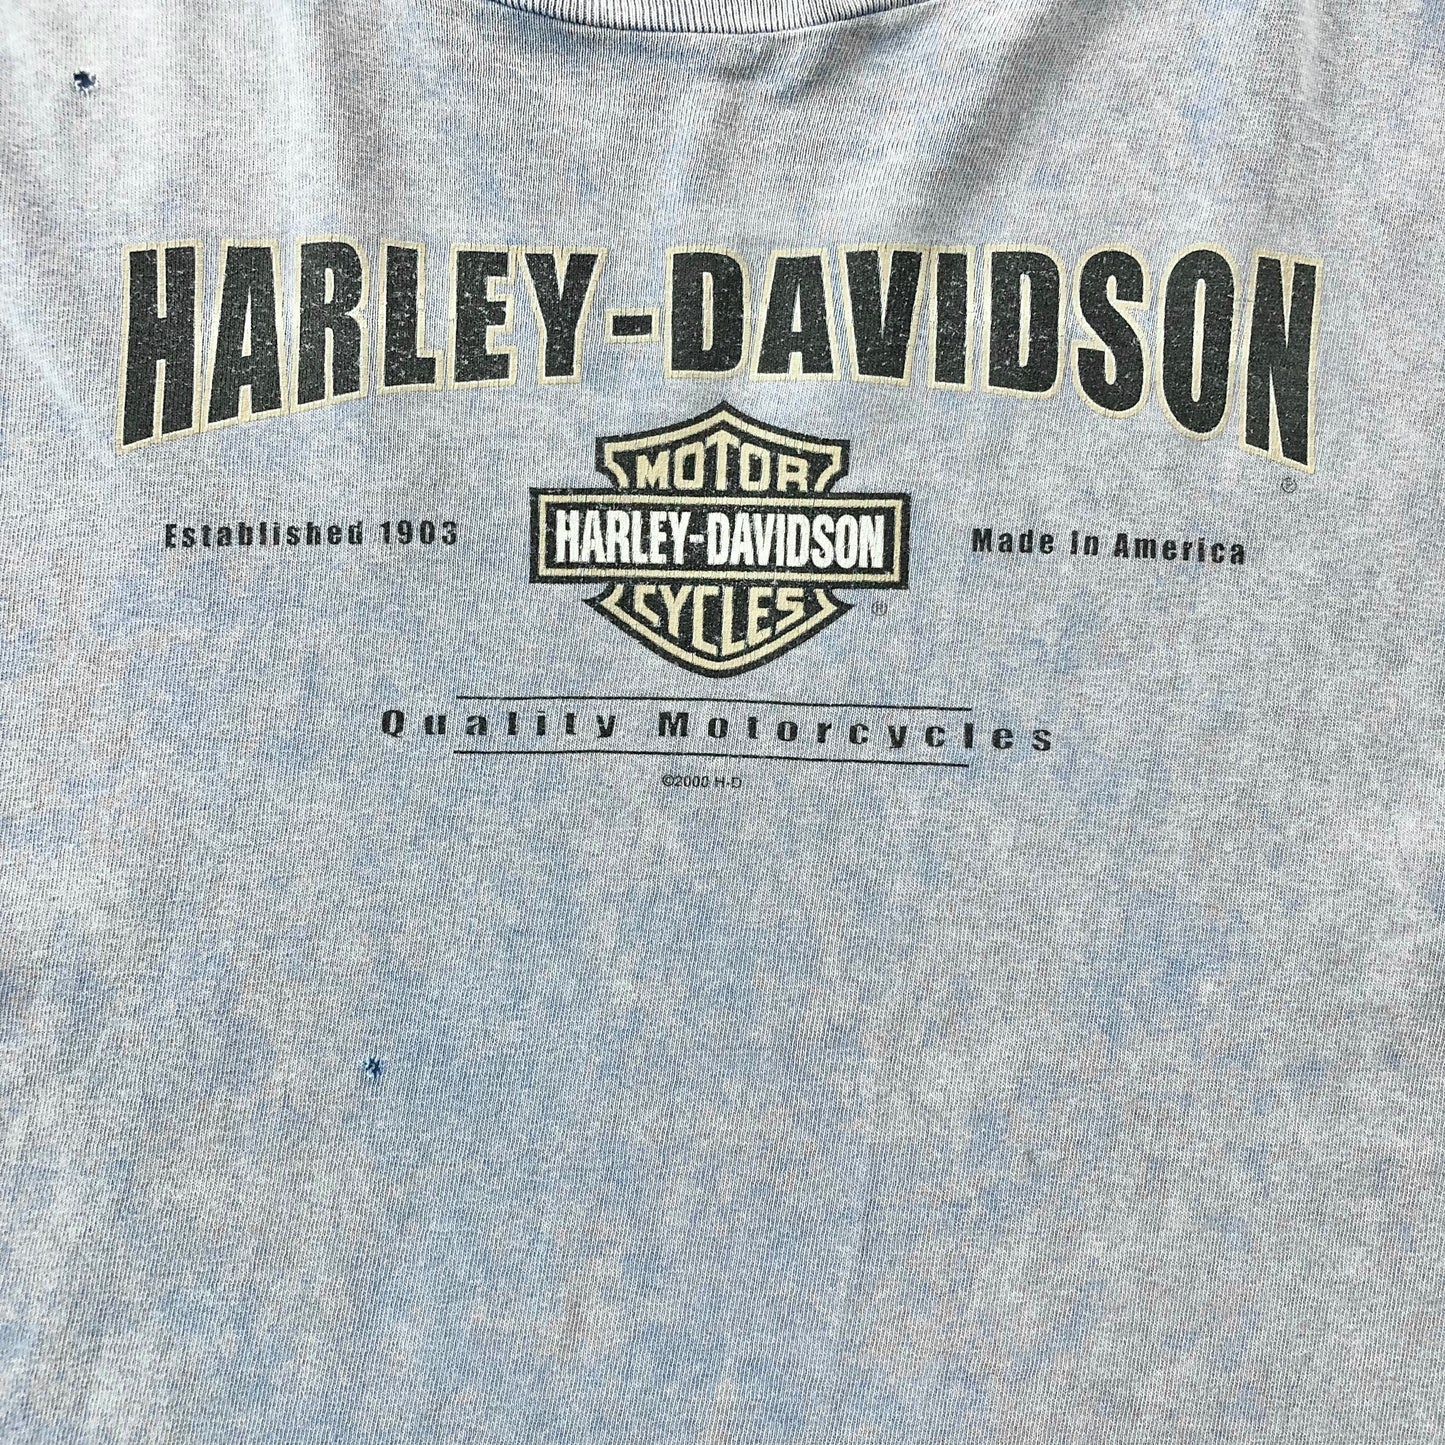 HARLEY-DAVIDSON
®
MOTOR
HARLEY-DAVIDSON
CYCLES
®
Established 1903
Made In America
Quality Motorcycles
©2000 H-D